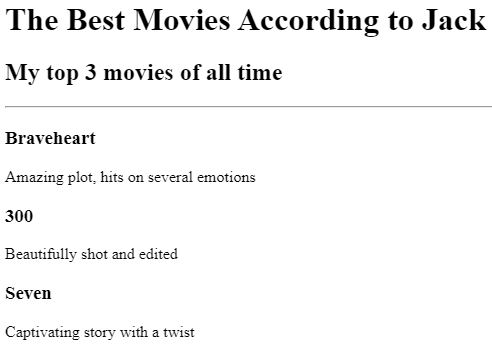 The Best Movies According to Jack
My top 3 movies of all time
Braveheart
Amazing plot, hits on several emotions
300
Beautifully shot and edited
Seven
Captivating story with a twist